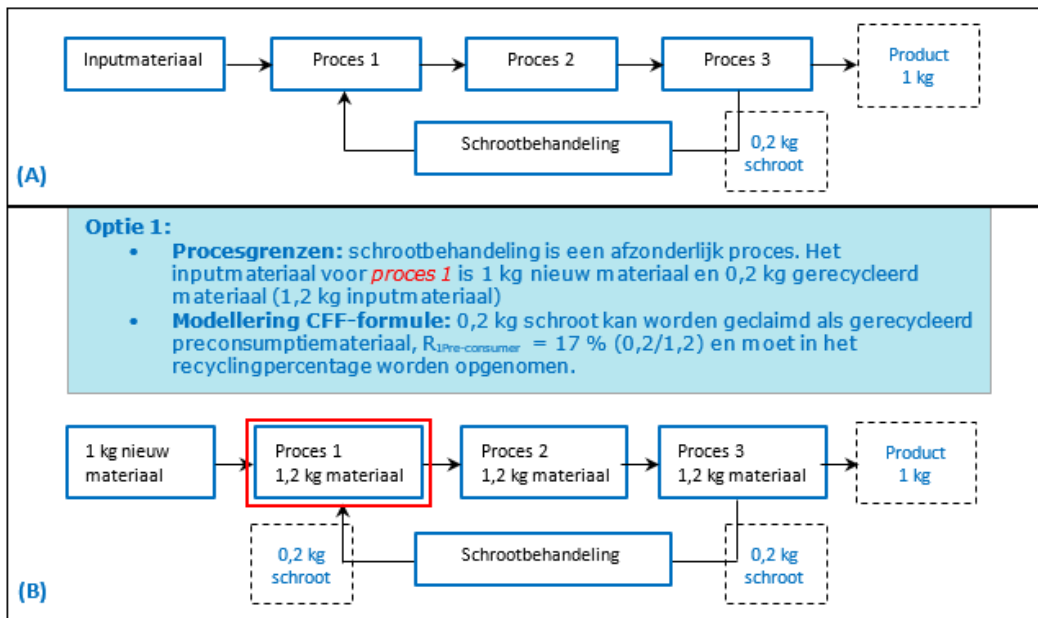 Inputmateriaal
Proces 1
Proces 2
Proces 3
Product
1 kg
Schrootbehandeling
0,2 kg
schroot
(A)
Optie 1:
• Procesgrenzen: schrootbehandeling is een afzonderlijk proces. Het
inputmateriaal voor proces 1 is 1 kg nieuw materiaal en 0,2 kg gerecycleerd
materiaal (1,2 kg inputmateriaal)
• Modellering CFF-formule: 0,2 kg schroot kan worden geclaimd als gerecycleerd
preconsumptiemateriaal, R1Pre-consumer = 17 % (0,2/1,2) en moet in het
recyclingpercentage worden opgenomen.
1 kg nieuw
materiaal
Proces 1
1,2 kg materiaal
Proces 2
1,2 kg materiaal
Proces 3
1,2 kg materiaal
Product
1 kg
0,2 kg
schroot
Schrootbehandeling
0,2 kg
schroot
(B)